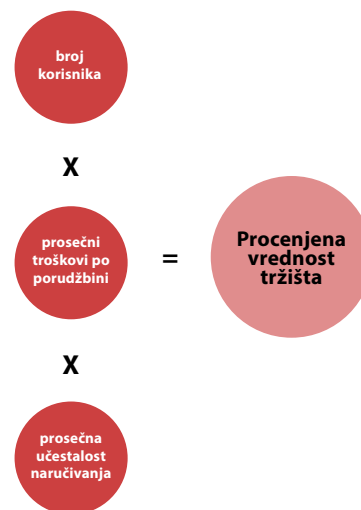 broj
korisnika
X
prosečni
troškovi po
porudžbini
=
Procenjena
vrednost
tržišta
X
prosečna
učestalost
naručivanja